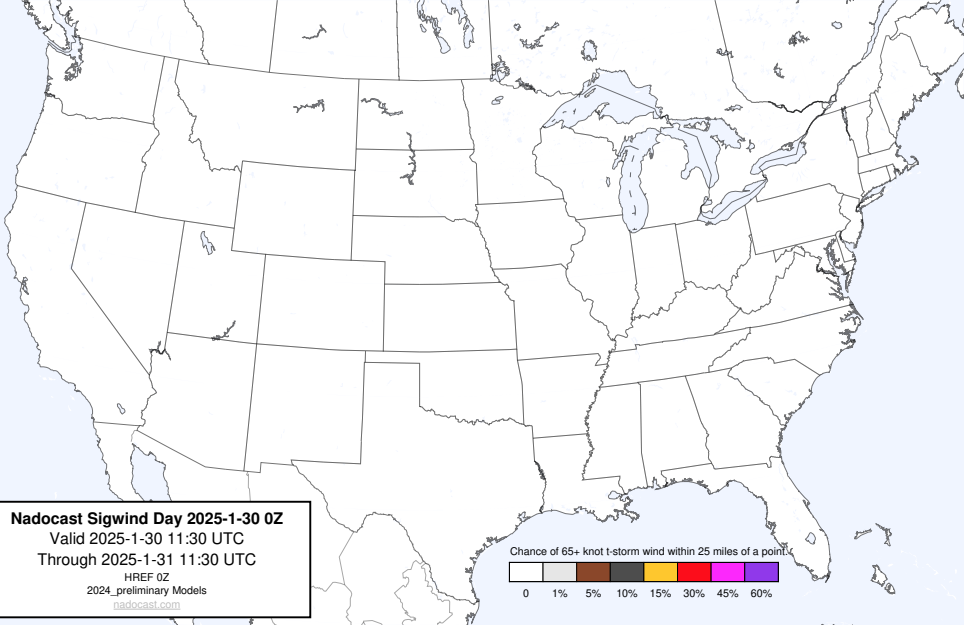 Nadocast Sigwind Day 2025-1-30 0Z
Valid 2025-1-30 11:30 UTC
Through 2025-1-31 11:30 UTC
HREF 0Z
2024_preliminary Models
nadocast.com
Chance of 65+ knot t-storm wind within 25 miles of a point.
0 1% 5% 10% 15% 30% 45% 60%